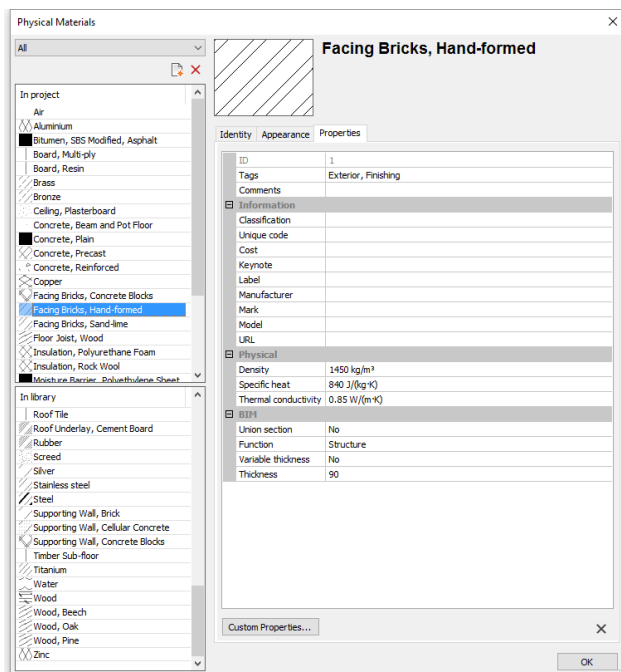 Physical Materials
All
In project
Air
Aluminium
Bitumen, SBS Modified, Asphalt
Board, Multi-ply
Board, Resin
Brass
Bronze
Ceiling, Plasterboard
Concrete, Beam and Pot Floor
Concrete, Plain
Concrete, Precast
Concrete, Reinforced
Copper
Facing Bricks, Concrete Blocks
Facing Bricks, Hand-formed
Facing Bricks, Sand-lime
Floor Joist, Wood
Insulation, Polyurethane Foam
Insulation, Rock Wool
Moisture Barrier, Polyethylene Sheet
In library
Roof Tile
Roof Underlay, Cement Board
Rubber
Screed
Silver
Stainless steel
Steel
Supporting Wall, Brick
Supporting Wall, Cellular Concrete
Supporting Wall, Concrete Blocks
Timber Sub-floor
Titanium
Water
Wood
Wood, Beech
Wood, Oak
Wood, Pine
Zinc
Facing Bricks, Hand-formed
Identity Appearance Properties
ID 1
Tags Exterior, Finishing
Comments
Information
Classification
Unique code
Cost
Keynote
Label
Manufacturer
Mark
Model
URL
Physical
Density 1450 kg/m³
Specific heat 840 J/(kg·K)
Thermal conductivity 0.85 W/(m·K)
BIM
Union section No
Function Structure
Variable thickness No
Thickness 90
Custom Properties...
OK